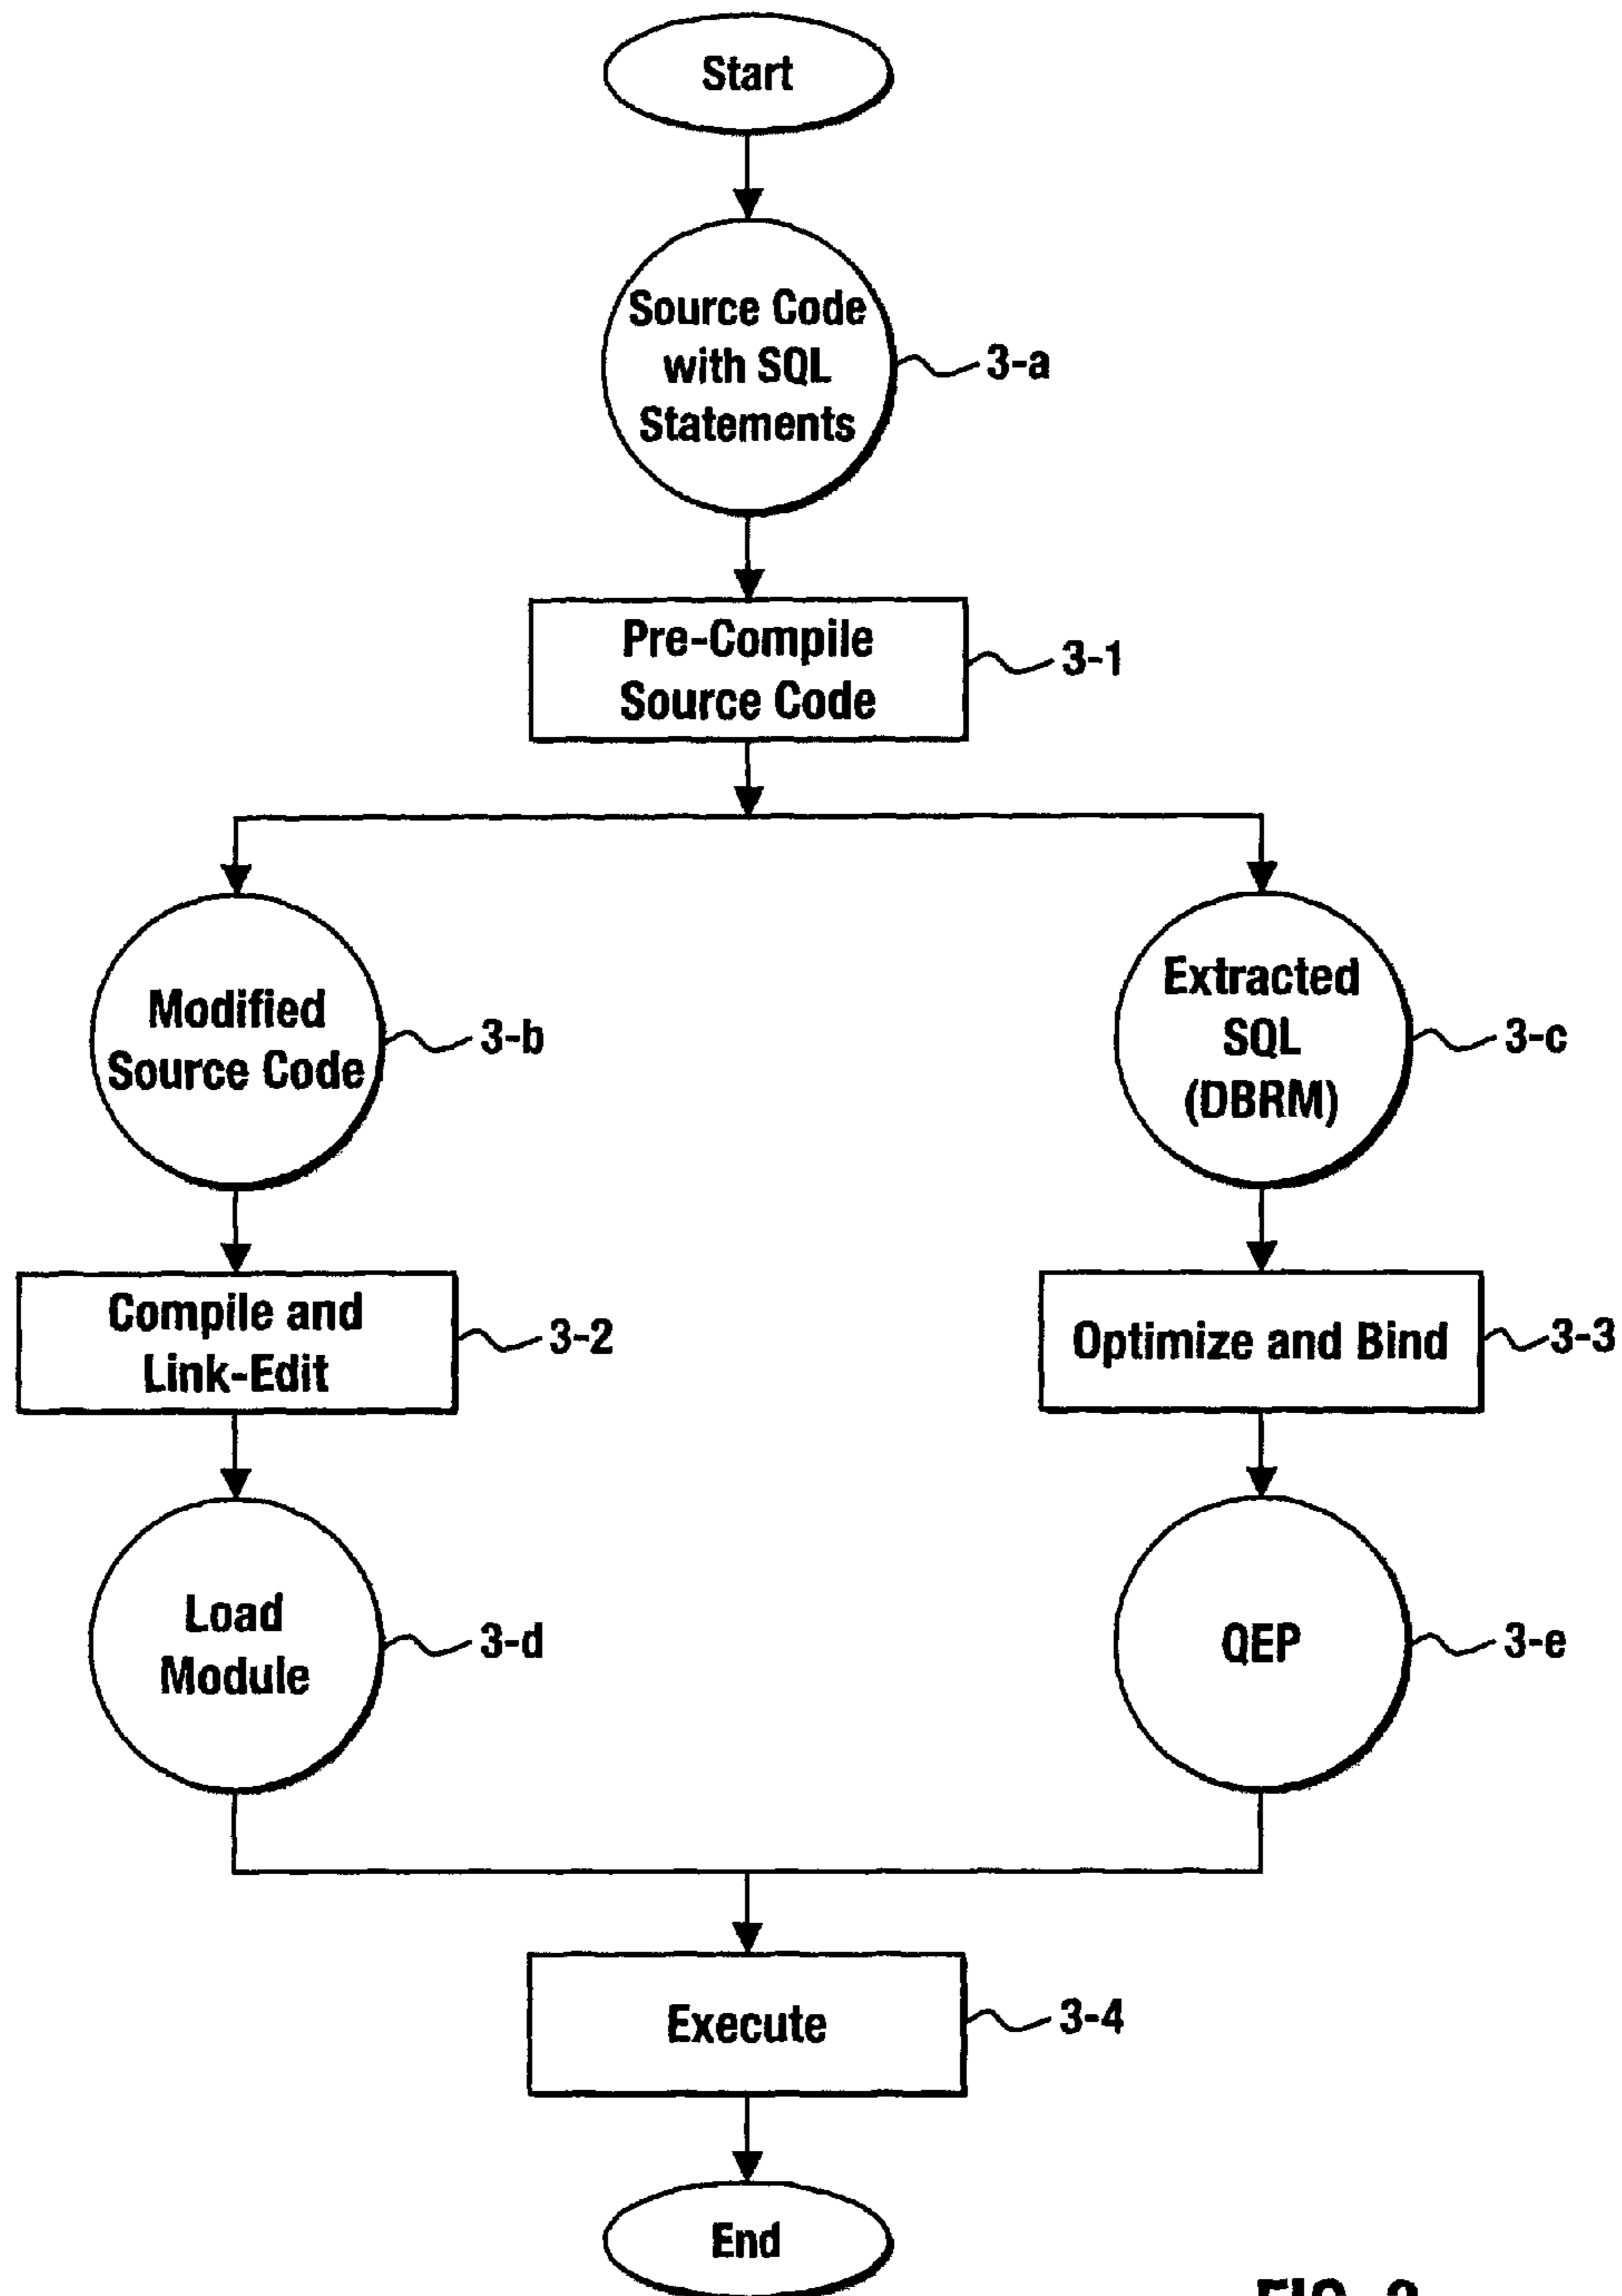 Start
Source Code
with SQL
Statements
3-a
Pre-Compile
Source Code
3-1
Modified
Source Code
3-b
Extracted
SQL
(DBRM)
3-c
Compile and
Link-Edit
3-2
Optimize and Bind
3-3
Load
Module
3-d
QEP
3-e
Execute
3-4
End